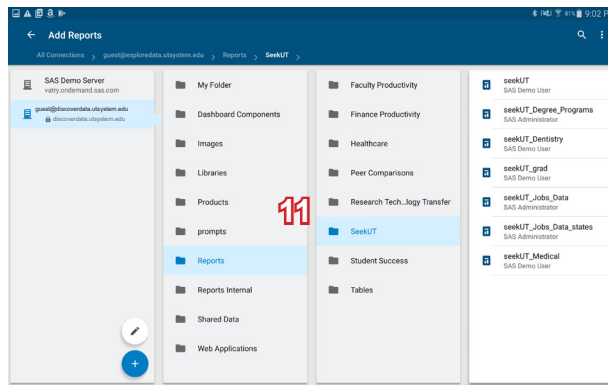 81% 9:02 P
Add Reports
All Connections > guest@exploredata.utsystem.edu > Reports > SeekUT >
SAS Demo Server
vatry.ondemand.sas.com
guest@discoverdata.utsystem.edu
discoverdata.utsystem.edu
My Folder
Dashboard Components
Images
Libraries
Products
prompts
Reports
Reports Internal
Shared Data
Web Applications
11
Faculty Productivity
Finance Productivity
Healthcare
Peer Comparisons
Research Tech...logy Transfer
SeekUT
Student Success
Tables
seekUT
SAS Demo User
seekUT_Degree_Programs
SAS Administrator
seekUT_Dentistry
SAS Demo User
seekUT_grad
SAS Demo User
seekUT_Jobs_Data
SAS Administrator
seekUT_Jobs_Data_states
SAS Administrator
seekUT_Medical
SAS Demo User